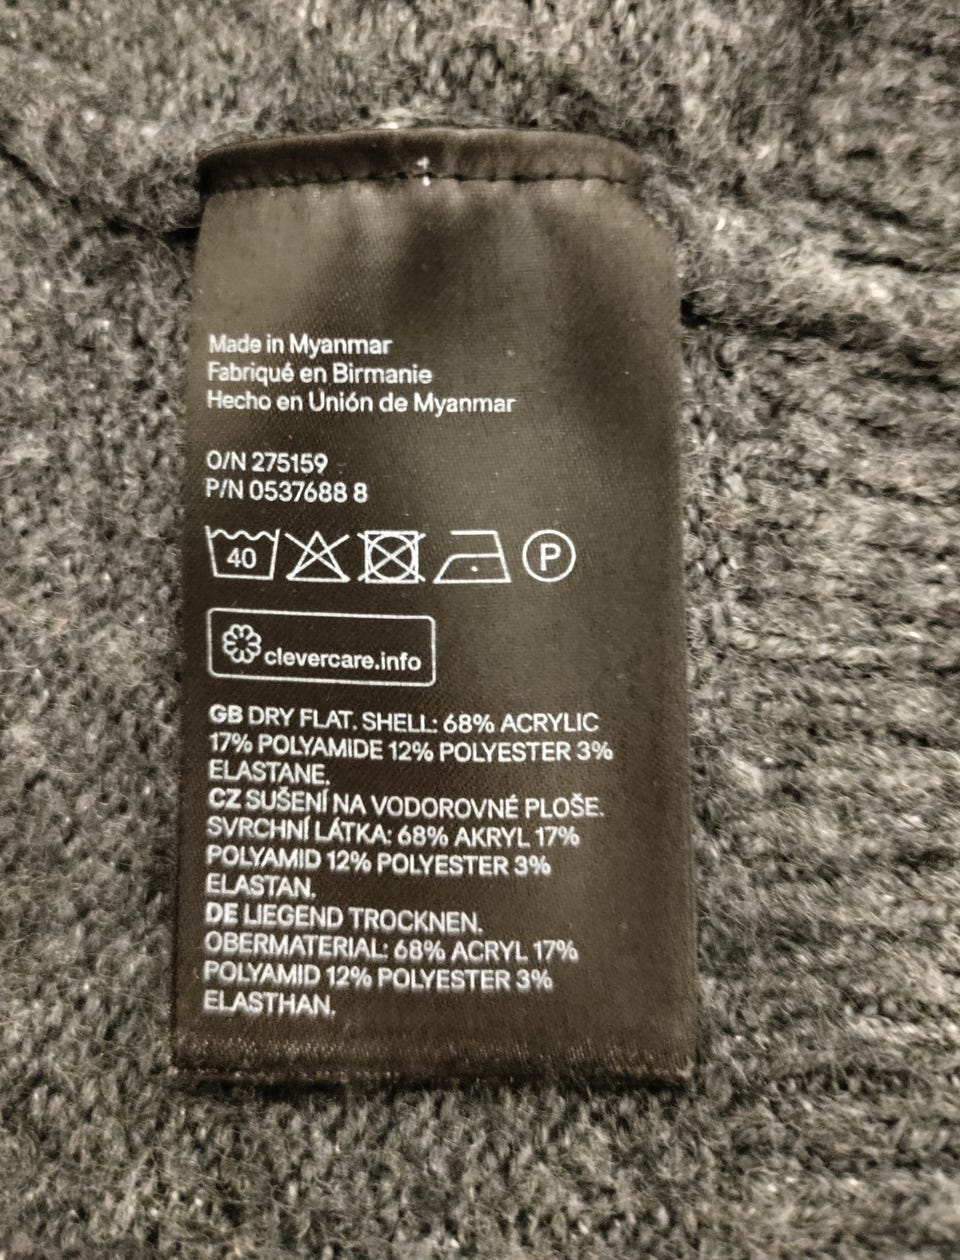 Made in Myanmar
Fabriqué en Birmanie
Hecho en Unión de Myanmar
O/N 275159
P/N 0537688 8
40 P
clevercare.info
GB DRY FLAT. SHELL: 68% ACRYLIC
17% POLYAMIDE 12% POLYESTER 3%
ELASTANE.
CZ SUŠENÍ NA VODOROVNÉ PLOŠE.
SVRCHNÍ LÁTKA: 68% AKRYL 17%
POLYAMID 12% POLYESTER 3%
ELASTAN.
DE LIEGEND TROCKNEN.
OBERMATERIAL: 68% ACRYL 17%
POLYAMID 12% POLYESTER 3%
ELASTHAN.